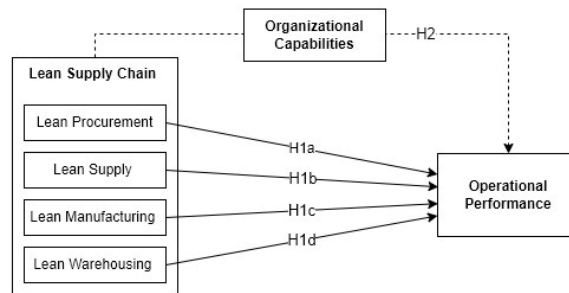 Organizational
Capabilities
H2
Lean Supply Chain
Lean Procurement
H1a
Lean Supply
H1b
Operational
Performance
Lean Manufacturing
H1c
Lean Warehousing
H1d